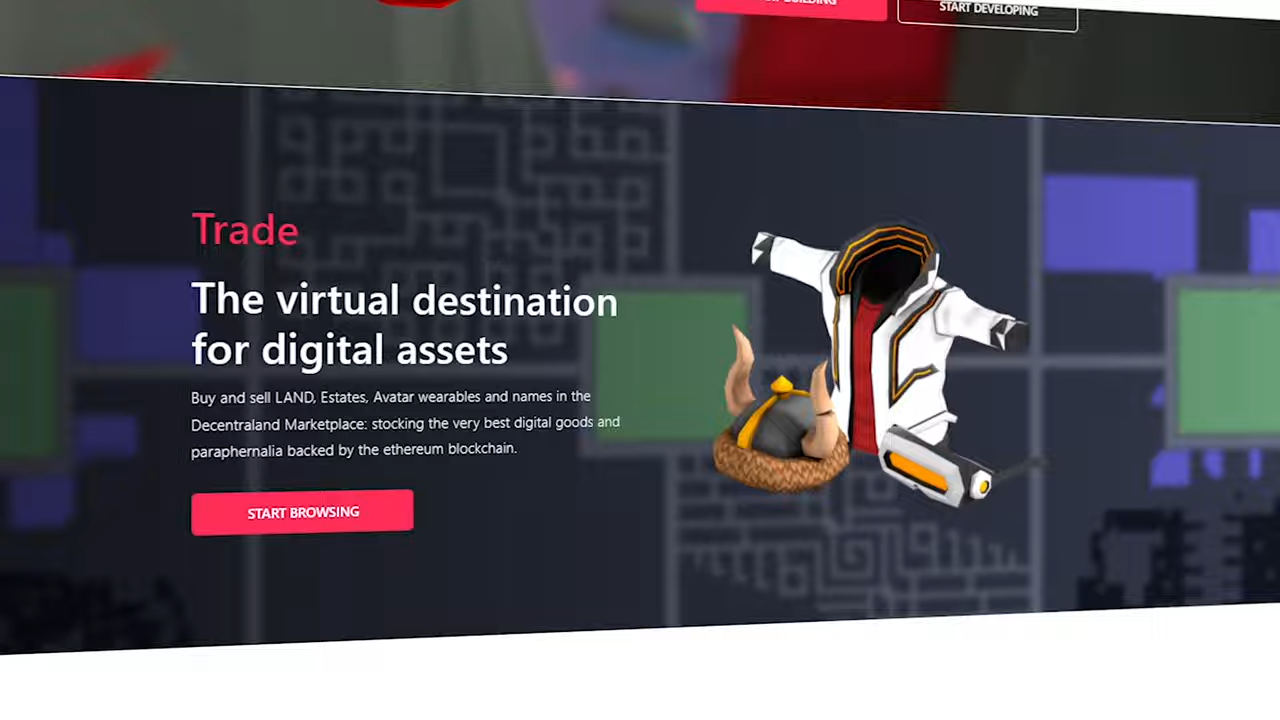 BUILDING
START DEVELOPING
Trade
The virtual destination
for digital assets
Buy and sell LAND, Estates, Avatar wearables and names in the
Decentraland Marketplace: stocking the very best digital goods and
paraphernalia backed by the ethereum blockchain.
START BROWSING